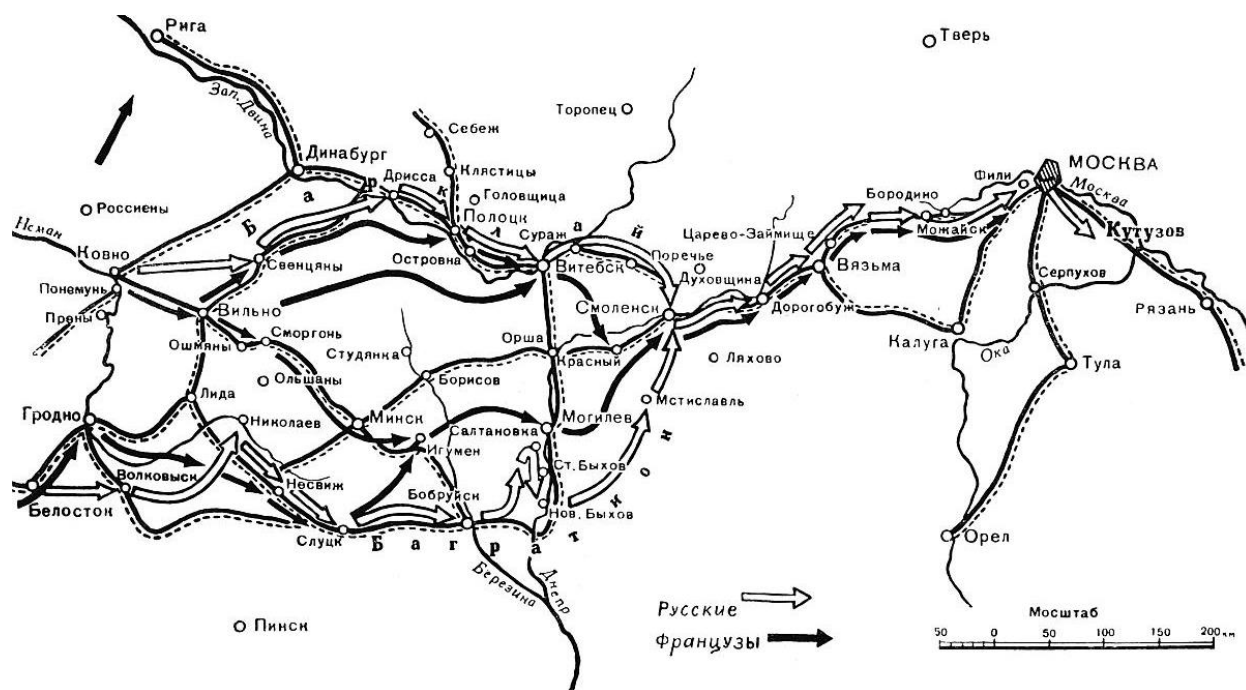 Рига
Тверь
Зап. Двина
Торопец
Себеж
Динабург
Дрисса
Клястицы
Головщица
Полоцк
Фили
МОСКВА
Москва
Бородино
Можайск
Кутузов
Россиены
Неман
Ковно
Понемунь
Прены
Свенцяны
Островна
Сураж
Витебск
Поречье
Духовщина
Царево-Займище
Вязьма
Дорогобуж
Серпухов
Рязань
Вильно
Сморгонь
Ошмяны
Ольшаны
Студянка
Орша
Красный
Смоленск
Ляхово
Калуга
Ока
Тула
Лида
Борисов
Гродно
Николаев
Минск
Могилев
Салтановка
Мстиславль
Игумен
Волковыск
Несвиж
Бобруйск
Ст. Быхов
Нов. Быхов
Белосток
Слуцк
Барклай
Багратион
Березина
Днепр
Орел
Пинск
Русские
Французы
Мосштаб
50 0 50 100 150 200 км